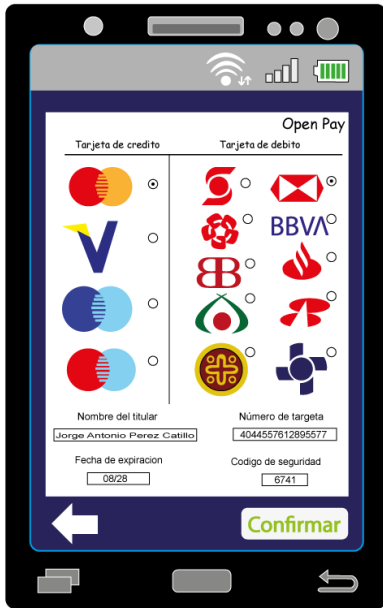 Open Pay
Tarjeta de credito
Tarjeta de debito
BBVA
Nombre del titular
Número de targeta
Jorge Antonio Perez Catillo
4044557612895577
Fecha de expiracion
Codigo de seguridad
08/28
6741
Confirmar